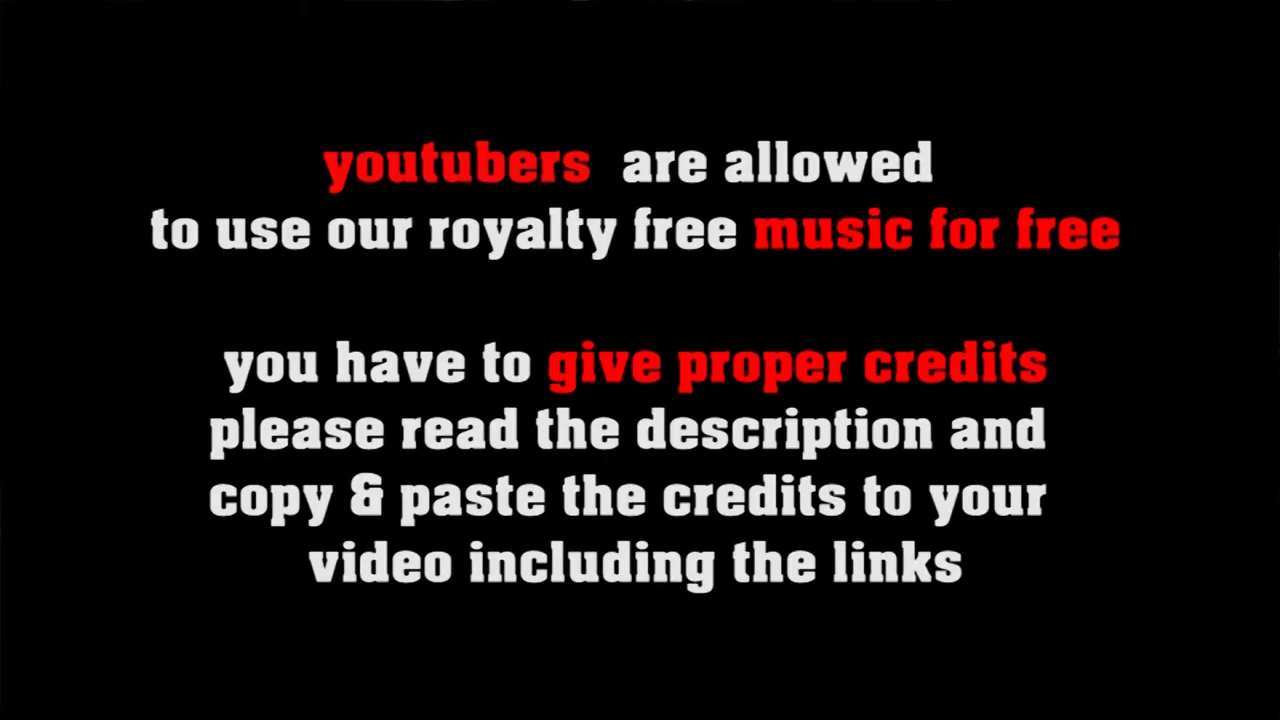 youtubers are allowed
to use our royalty free music for free
you have to give proper credits
please read the description and
copy & paste the credits to your
video including the links